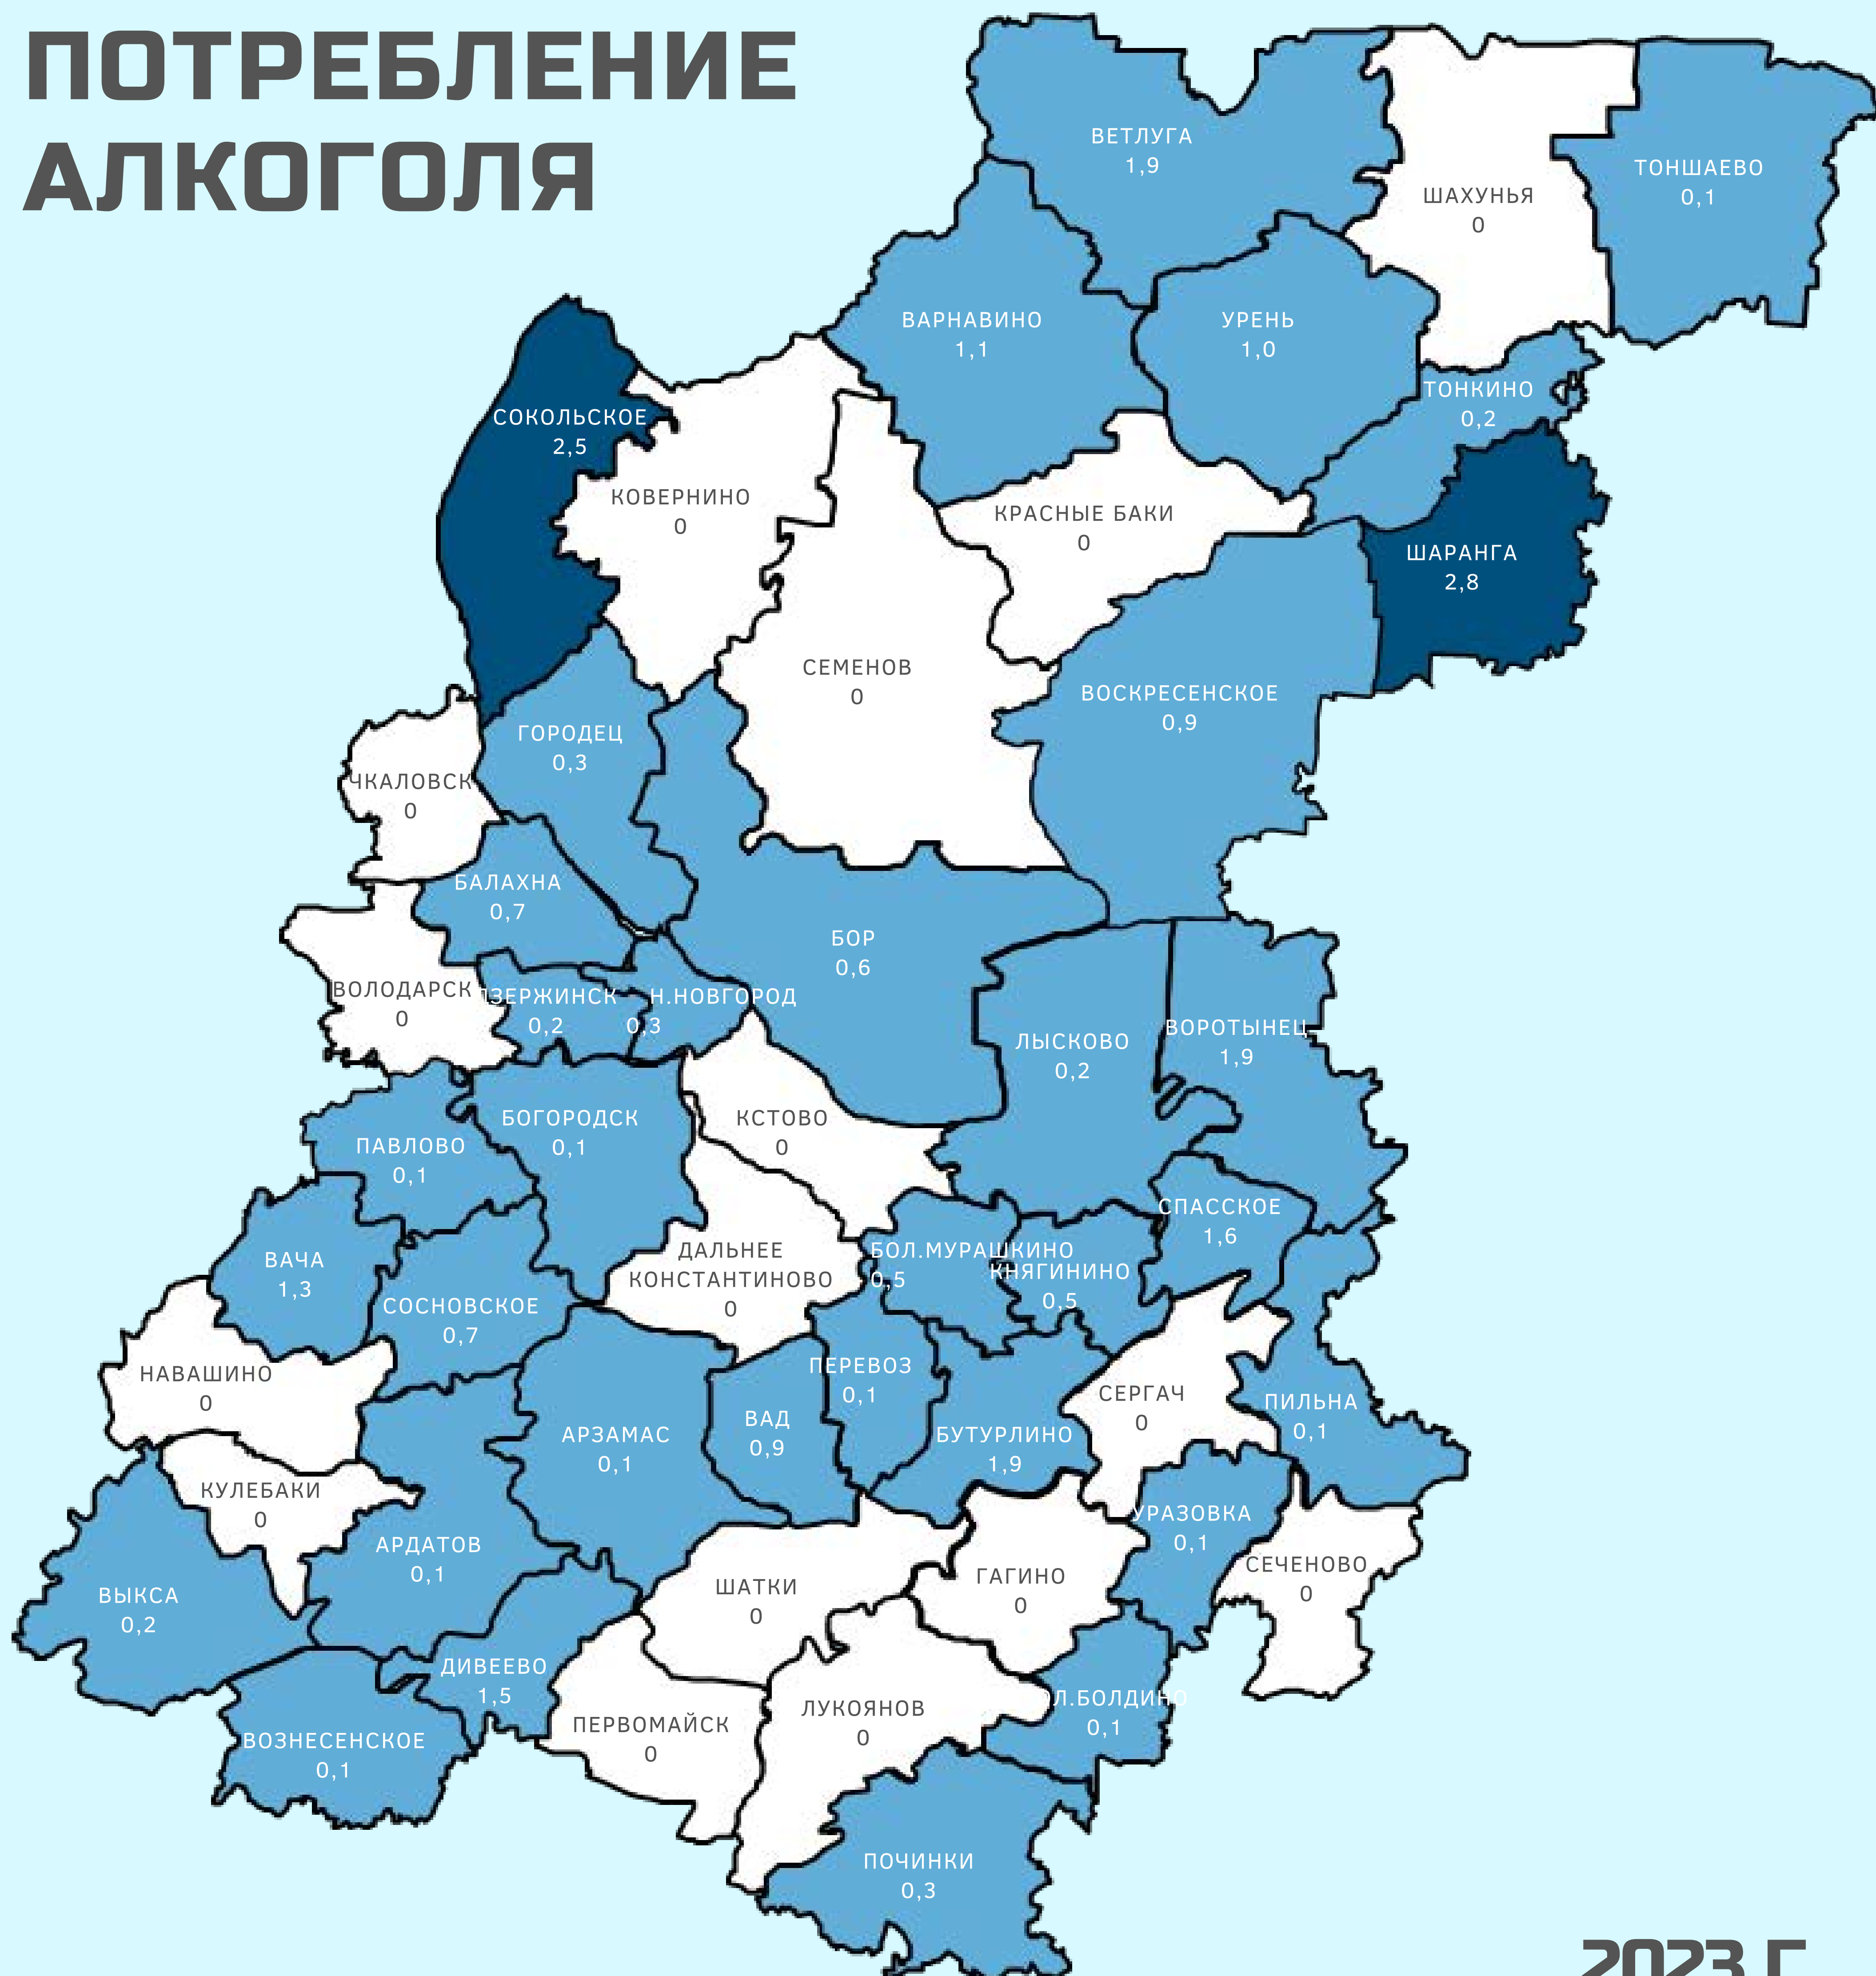 ПОТРЕБЛЕНИЕ
АЛКОГОЛЯ
ВЕТЛУГА
1,9
ШАХУНЬЯ
0
ТОНШАЕВО
0,1
ВАРНАВИНО
1,1
УРЕНЬ
1,0
ТОНКИНО
0,2
СОКОЛЬСКОЕ
2,5
КОВЕРНИНО
0
КРАСНЫЕ БАКИ
0
ШАРАНГА
2,8
СЕМЕНОВ
0
ВОСКРЕСЕНСКОЕ
0,9
ГОРОДЕЦ
0,3
ЧКАЛОВСК
0
БАЛАХНА
0,7
БОР
0,6
ВОЛОДАРСК
0
ДЗЕРЖИНСК
0,2
Н.НОВГОРОД
0,3
ЛЫСКОВО
0,2
ВОРОТЫНЕЦ
1,9
БОГОРОДСК
0,1
КСТОВО
0
ПАВЛОВО
0,1
СПАССКОЕ
1,6
ВАЧА
1,3
ДАЛЬНЕЕ
КОНСТАНТИНОВО
0
БОЛ.МУРАШКИНО
0,5
КНЯГИНИНО
0,5
СОСНОВСКОЕ
0,7
НАВАШИНО
0
ПЕРЕВОЗ
0,1
СЕРГАЧ
0
ПИЛЬНА
0,1
АРЗАМАС
0,1
ВАД
0,9
БУТУРЛИНО
1,9
КУЛЕБАКИ
0
УРАЗОВКА
0,1
АРДАТОВ
0,1
СЕЧЕНОВО
0
ВЫКСА
0,2
ШАТКИ
0
ГАГИНО
0
ДИВЕЕВО
1,5
ПЕРВОМАЙСК
0
ЛУКОЯНОВ
0
Л.БОЛДИНО
0,1
ВОЗНЕСЕНСКОЕ
0,1
ПОЧИНКИ
0,3
2023 Г